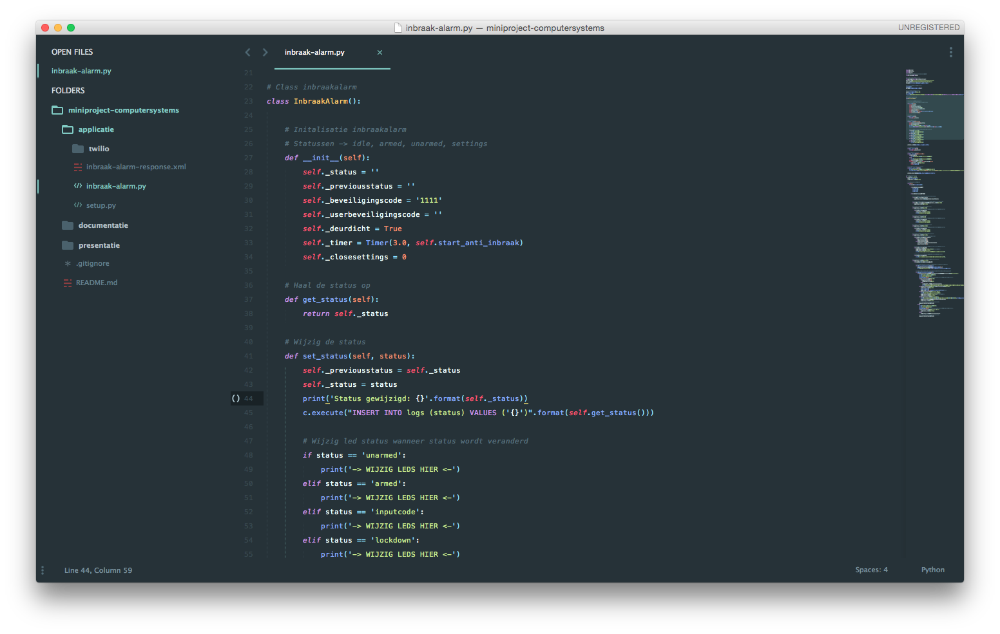 inbraak-alarm.py — miniproject-computersystems
UNREGISTERED
OPEN FILES
inbraak-alarm.py
FOLDERS
miniproject-computersystems
applicatie
twilio
inbraak-alarm-response.xml
inbraak-alarm.py
setup.py
documentatie
presentatie
.gitignore
README.md
inbraak-alarm.py ×
21
22 # Class inbraakalarm
23 class InbraakAlarm():
24
25 # Initalisatie inbraakalarm
26 # Statussen -> idle, armed, unarmed, settings
27 def __init__(self):
28 self._status = ''
29 self._previousstatus = ''
30 self._beveiligingscode = '1111'
31 self._userbeveiligingscode = ''
32 self._deurdicht = True
33 self._timer = Timer(3.0, self.start_anti_inbraak)
34 self._closesettings = 0
35
36 # Haal de status op
37 def get_status(self):
38 return self._status
39
40 # Wijzig de status
41 def set_status(self, status):
42 self._previousstatus = self._status
43 self._status = status
() 44 print('Status gewijzigd: {}'.format(self._status))
45 c.execute("INSERT INTO logs (status) VALUES ('{}')".format(self.get_status()))
46
47 # Wijzig led status wanneer status wordt veranderd
48 if status == 'unarmed':
49 print('-> WIJZIG LEDS HIER <-')
50 elif status == 'armed':
51 print('-> WIJZIG LEDS HIER <-')
52 elif status == 'inputcode':
53 print('-> WIJZIG LEDS HIER <-')
54 elif status == 'lockdown':
55 print('-> WIJZIG LEDS HIER <-')
Line 44, Column 59
Spaces: 4
Python